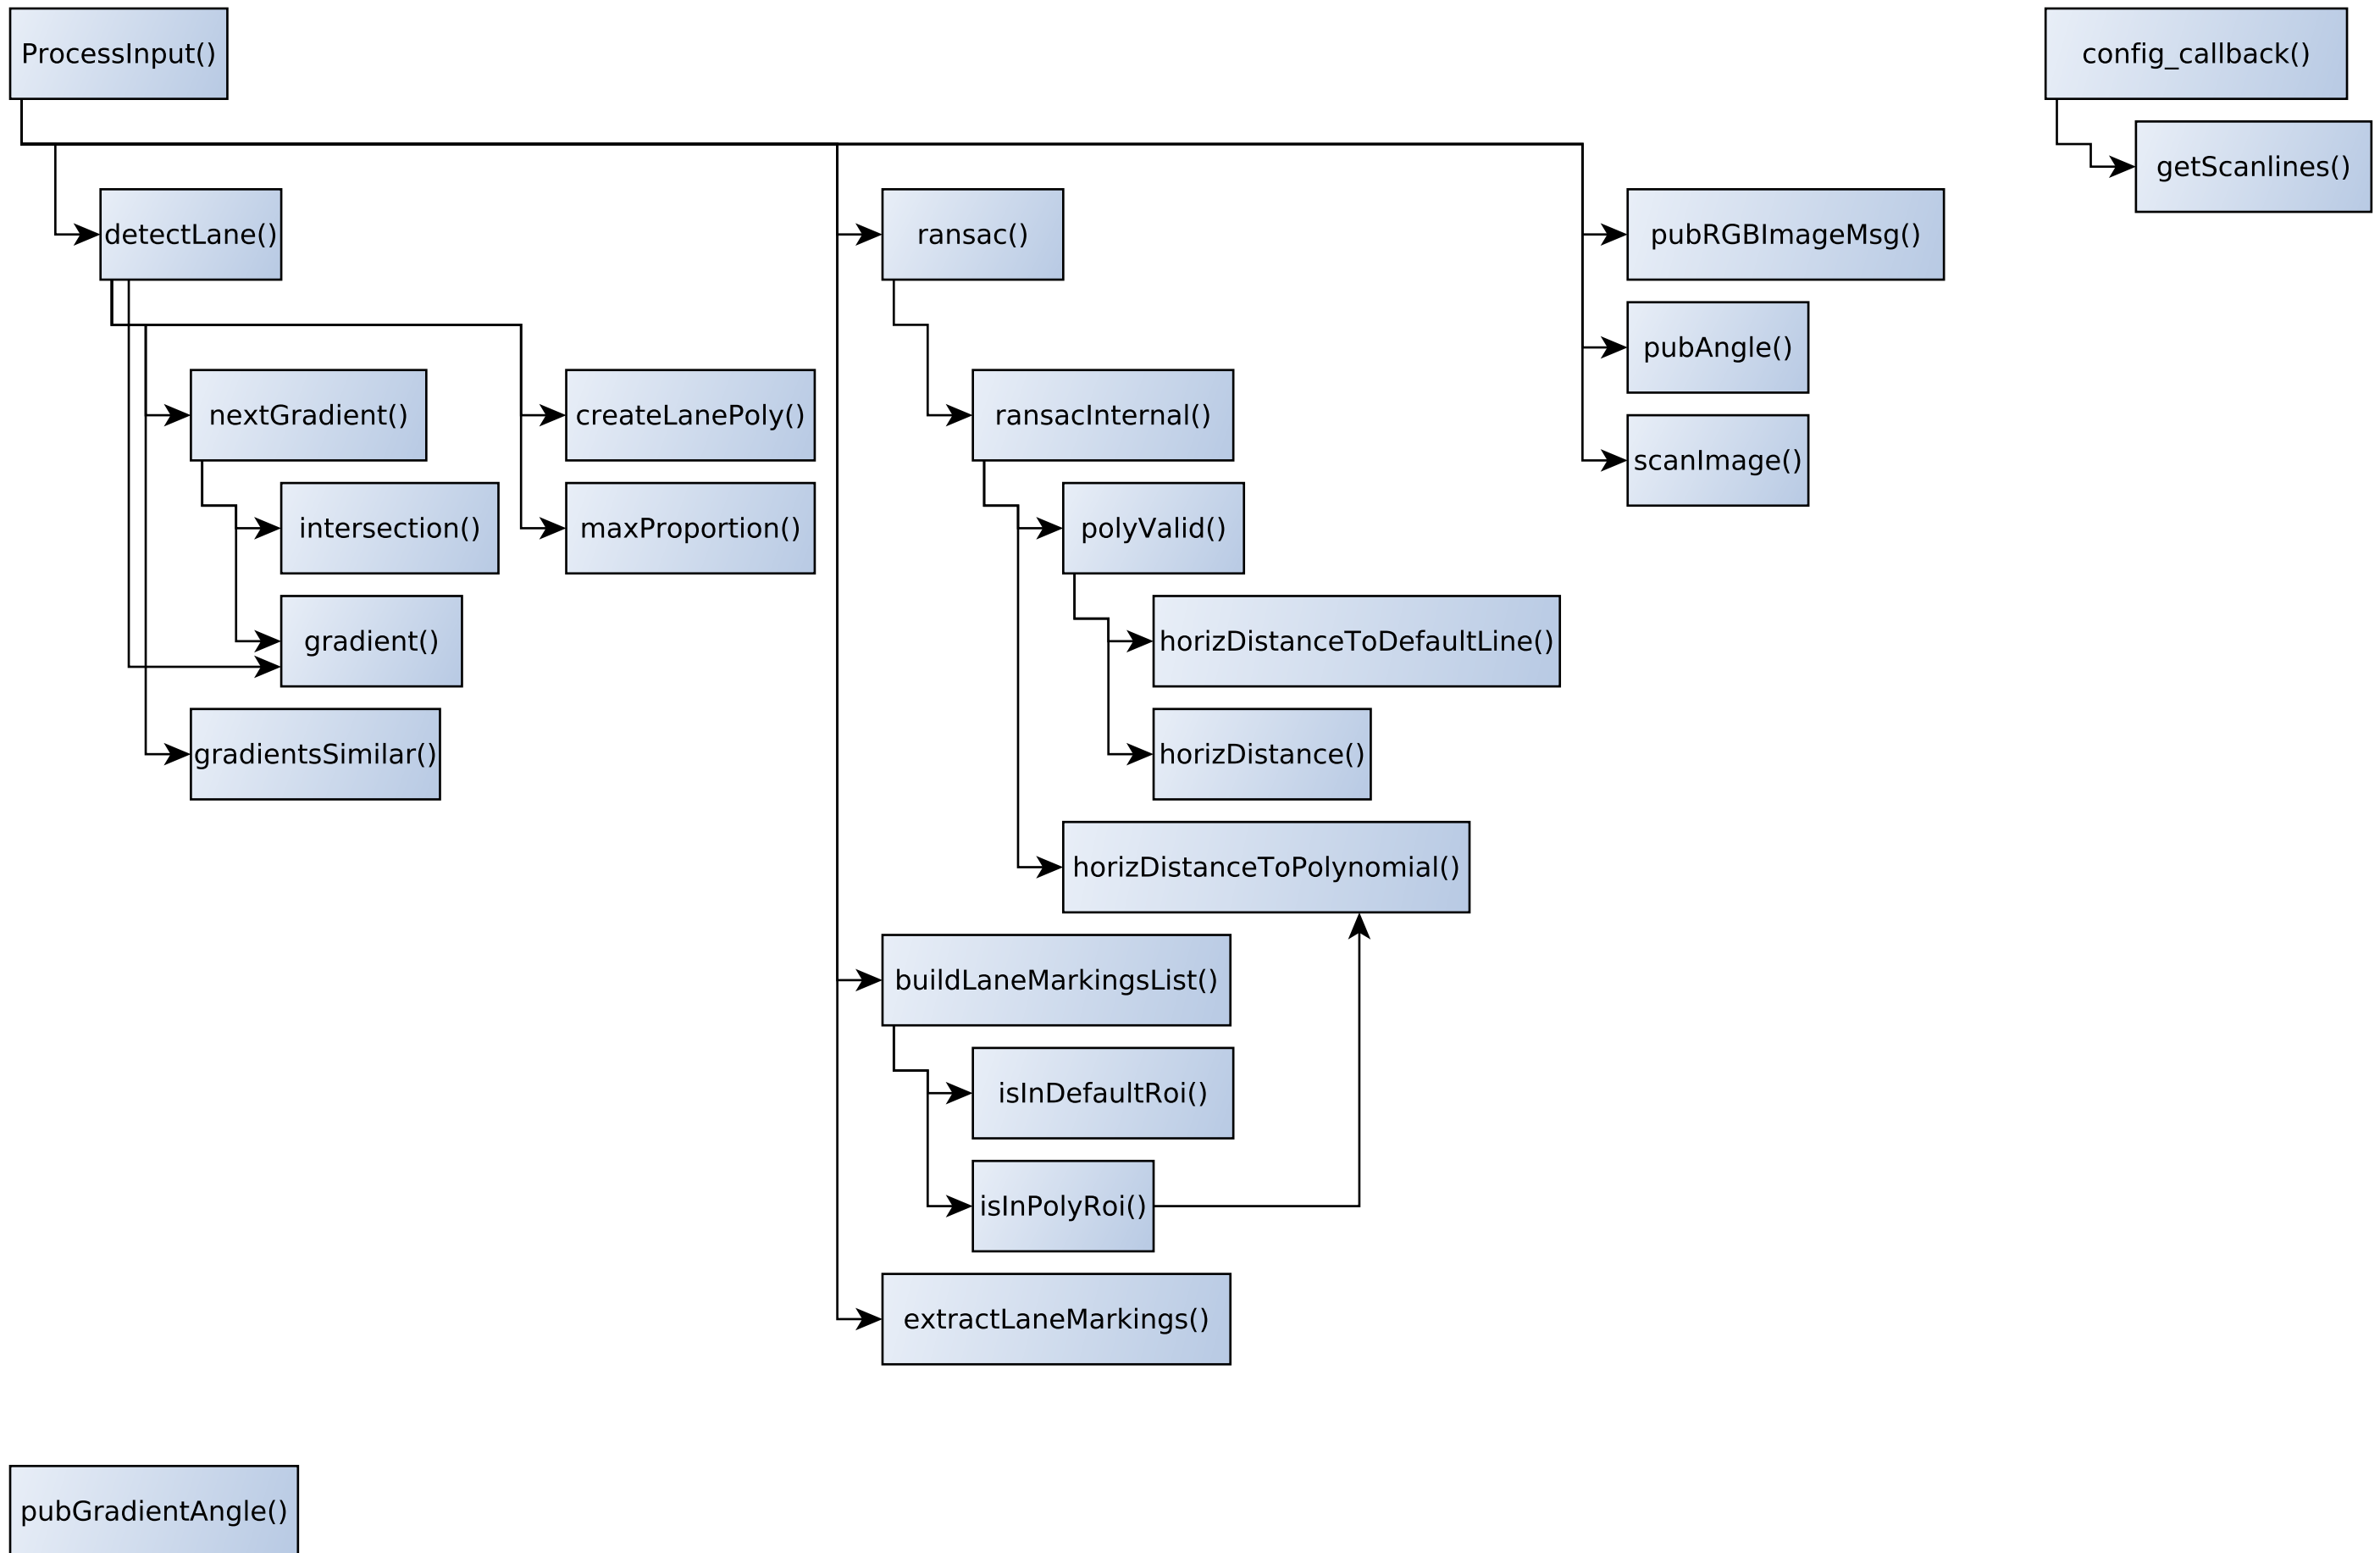 ProcessInput()
config_callback()
getScanlines()
detectLane()
ransac()
pubRGBImageMsg()
pubAngle()
nextGradient()
createLanePoly()
ransacInternal()
scanImage()
intersection()
maxProportion()
polyValid()
gradient()
horizDistanceToDefaultLine()
gradientsSimilar()
horizDistance()
horizDistanceToPolynomial()
buildLaneMarkingsList()
isInDefaultRoi()
isInPolyRoi()
extractLaneMarkings()
pubGradientAngle()